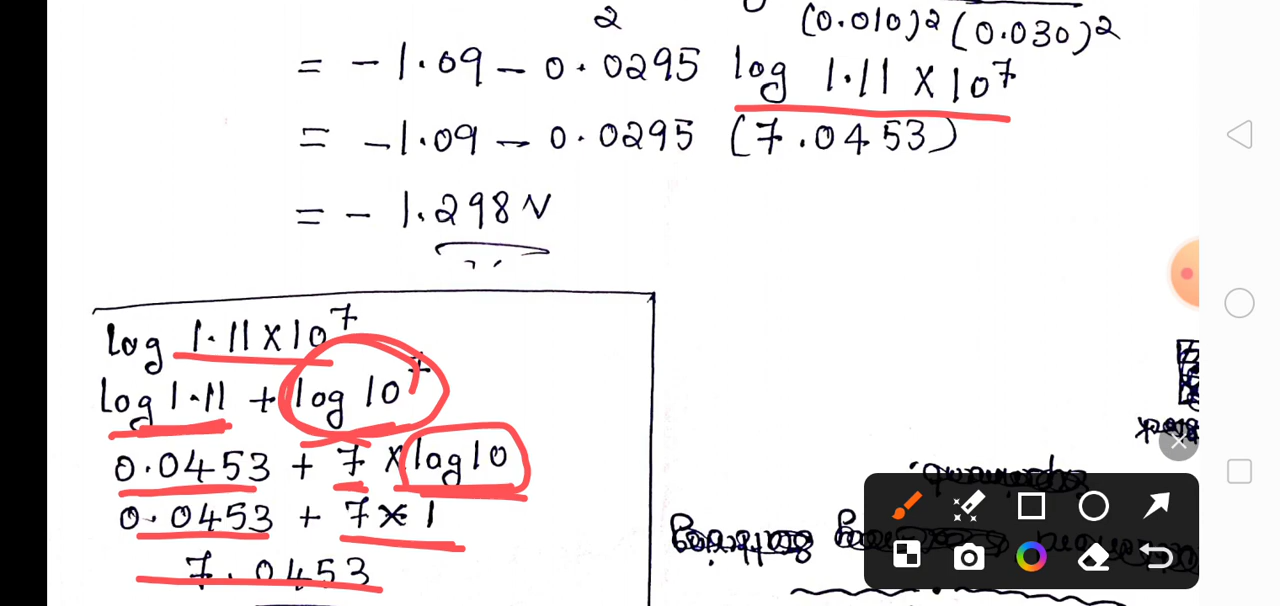 2 (0.010)² (0.030)²
= - 1.09 - 0.0295 log 1.11 × 10⁷
= - 1.09 - 0.0295 (7.0453)
= - 1.298 V
log 1.11 × 10⁷
log 1.11 + log 10⁷
0.0453 + 7 × log 10
0.0453 + 7 × 1
7.0453